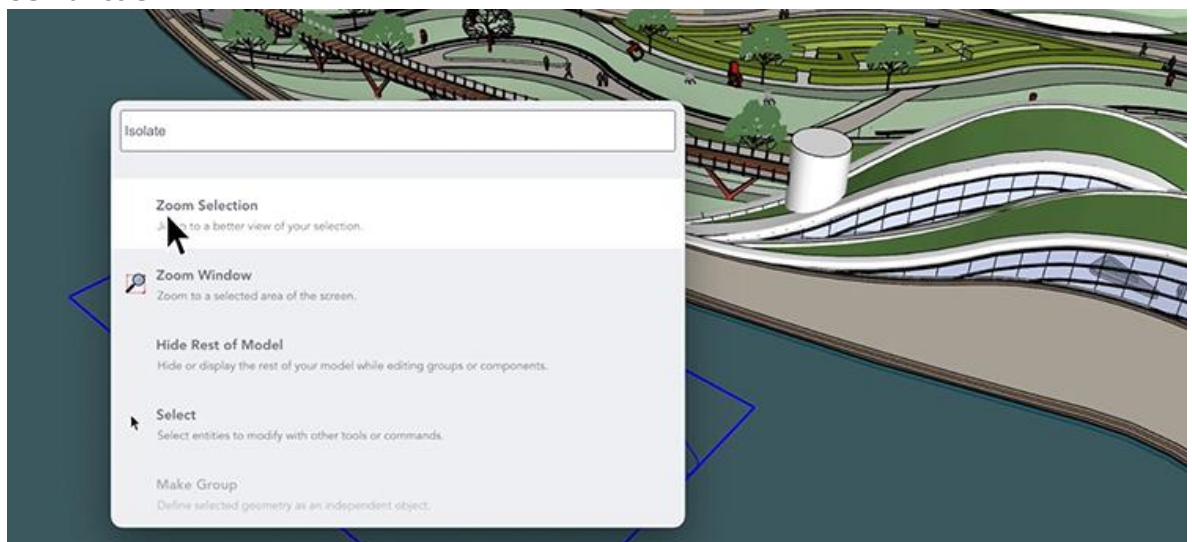 Isolate
Zoom Selection
to a better view of your selection.
Zoom Window
Zoom to a selected area of the screen.
Hide Rest of Model
Hide or display the rest of your model while editing groups or components.
Select
Select entities to modify with other tools or commands.
Make Group
Define selected geometry as an independent object.